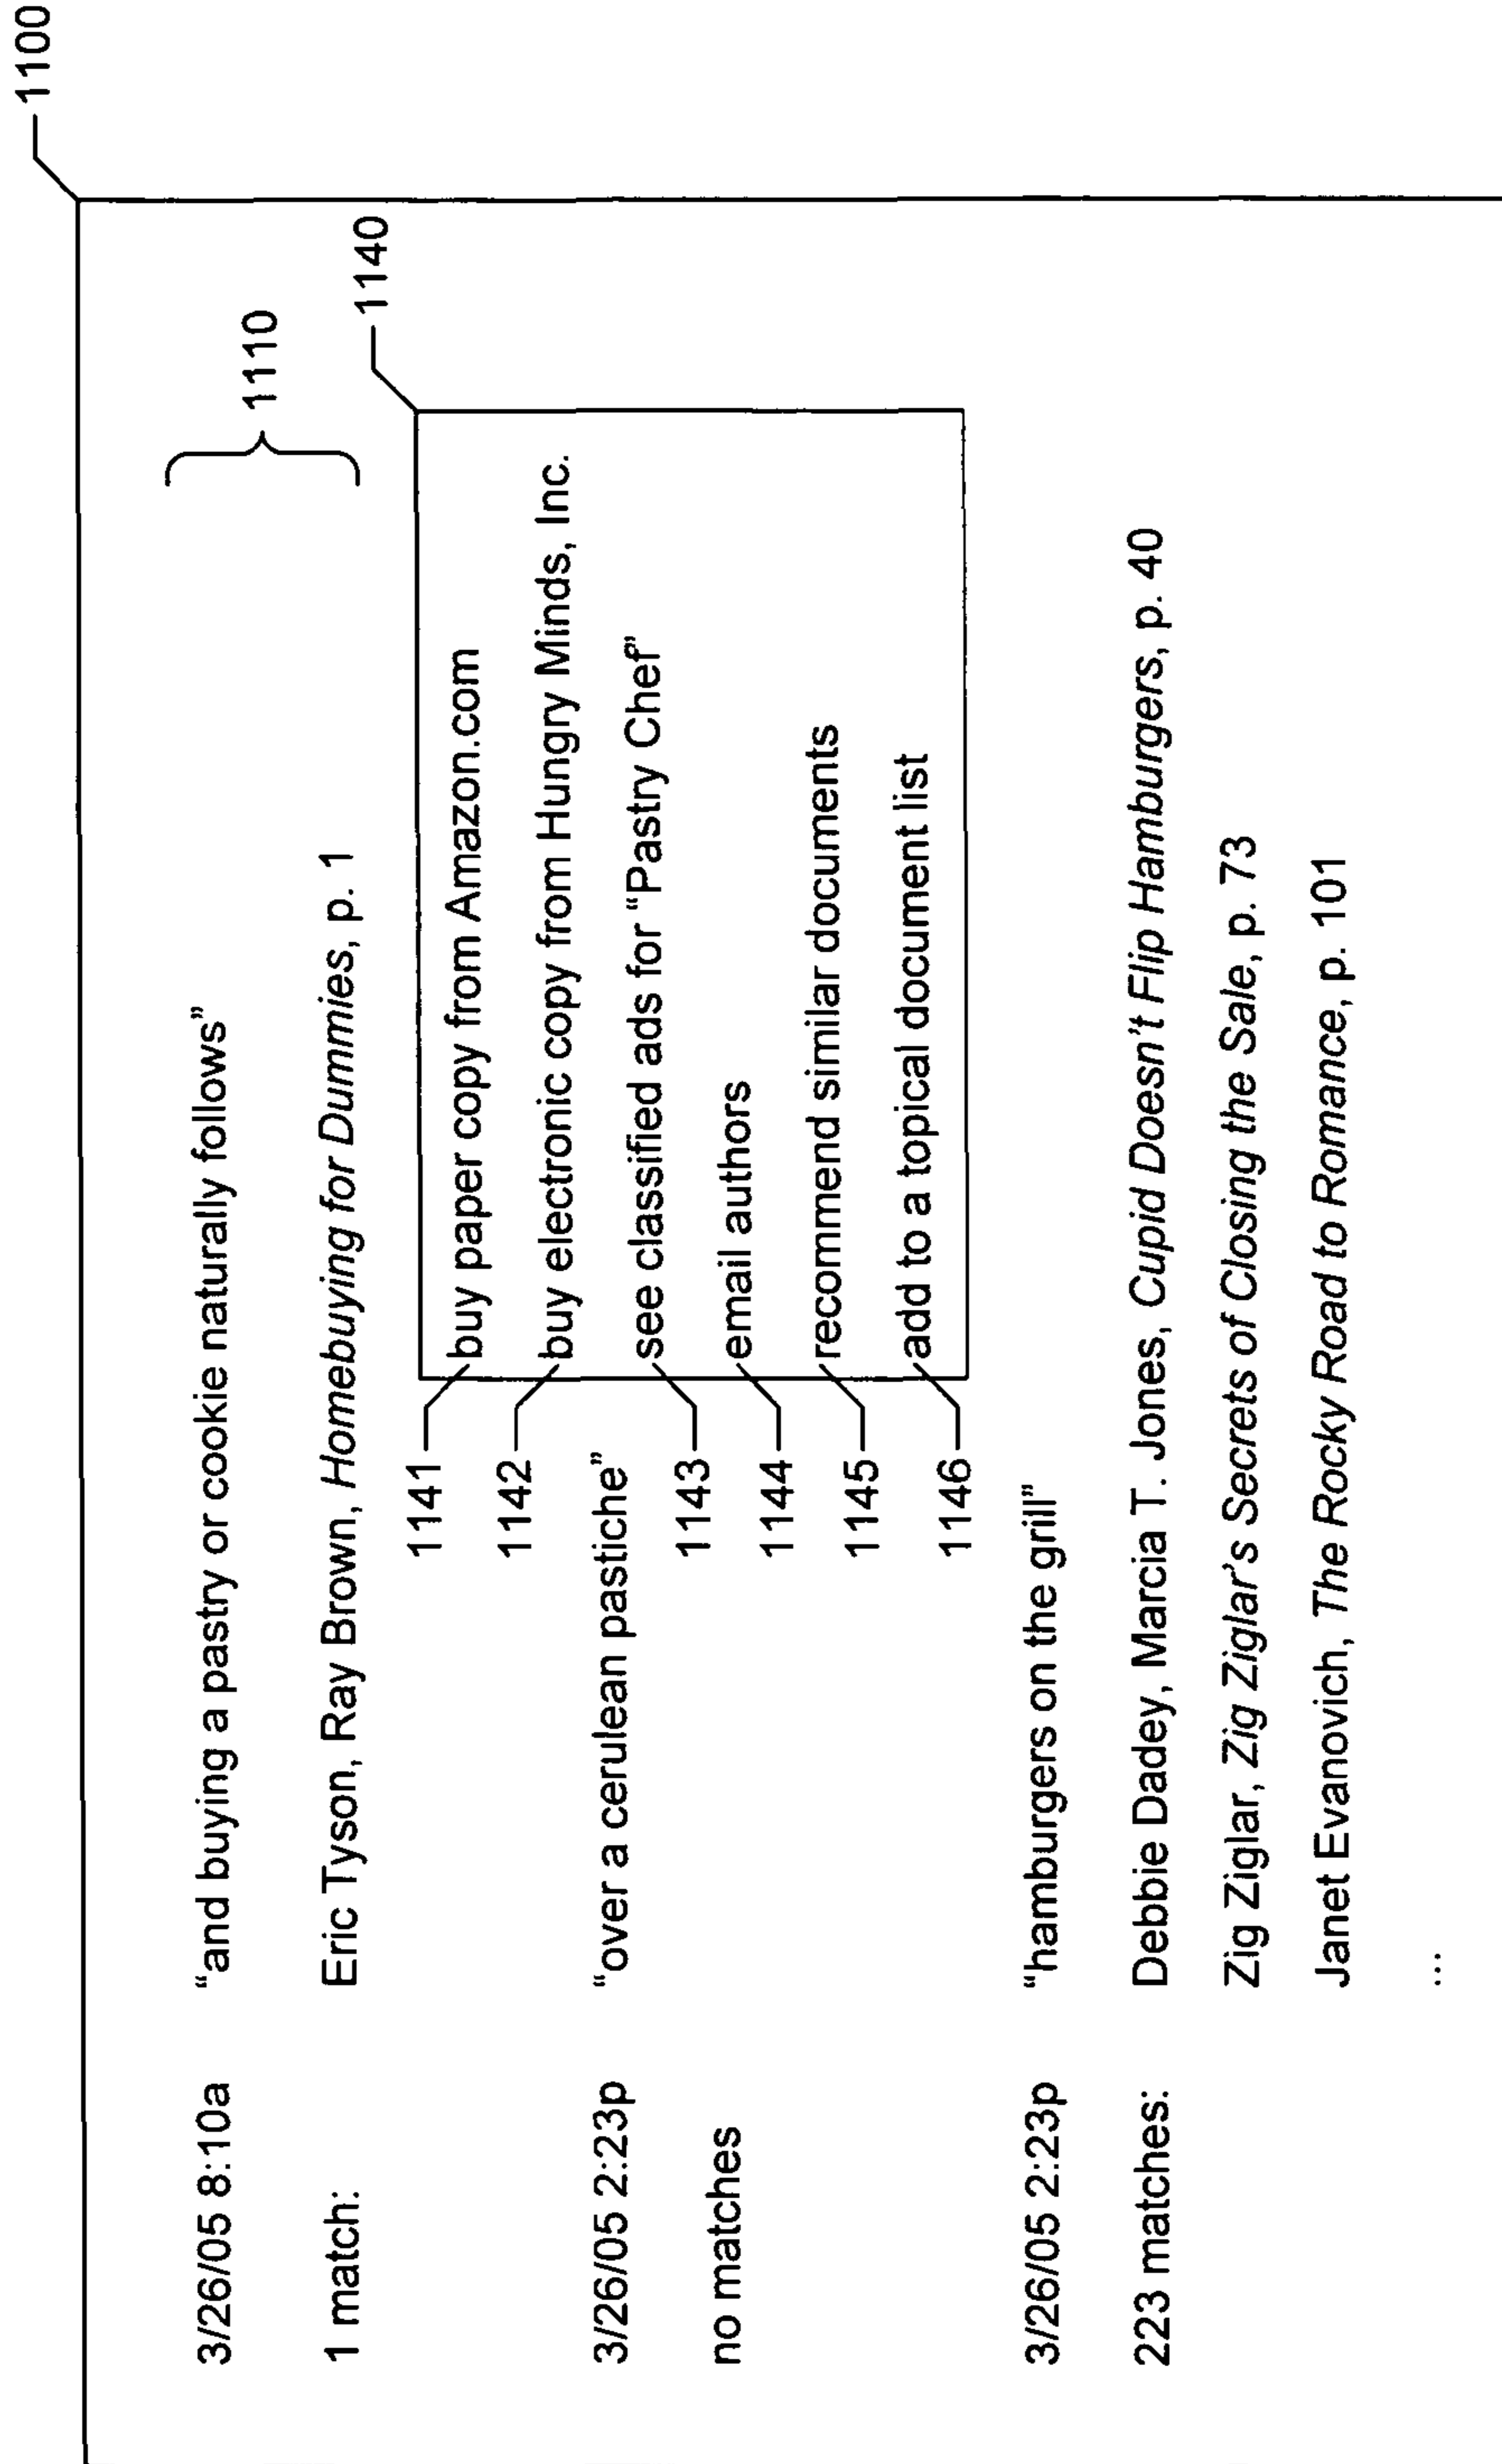 1100
3/26/05 8:10a “and buying a pastry or cookie naturally follows”
1110
1 match: Eric Tyson, Ray Brown, Homebuying for Dummies, p. 1
1140
1141 buy paper copy from Amazon.com
1142 buy electronic copy from Hungry Minds, Inc.
3/26/05 2:23p “over a cerulean pastiche”
1143 see classified ads for “Pastry Chef”
no matches
1144 email authors
1145 recommend similar documents
1146 add to a topical document list
3/26/05 2:23p “hamburgers on the grill”
223 matches: Debbie Dadey, Marcia T. Jones, Cupid Doesn’t Flip Hamburgers, p. 40
Zig Ziglar, Zig Ziglar’s Secrets of Closing the Sale, p. 73
Janet Evanovich, The Rocky Road to Romance, p. 101
...